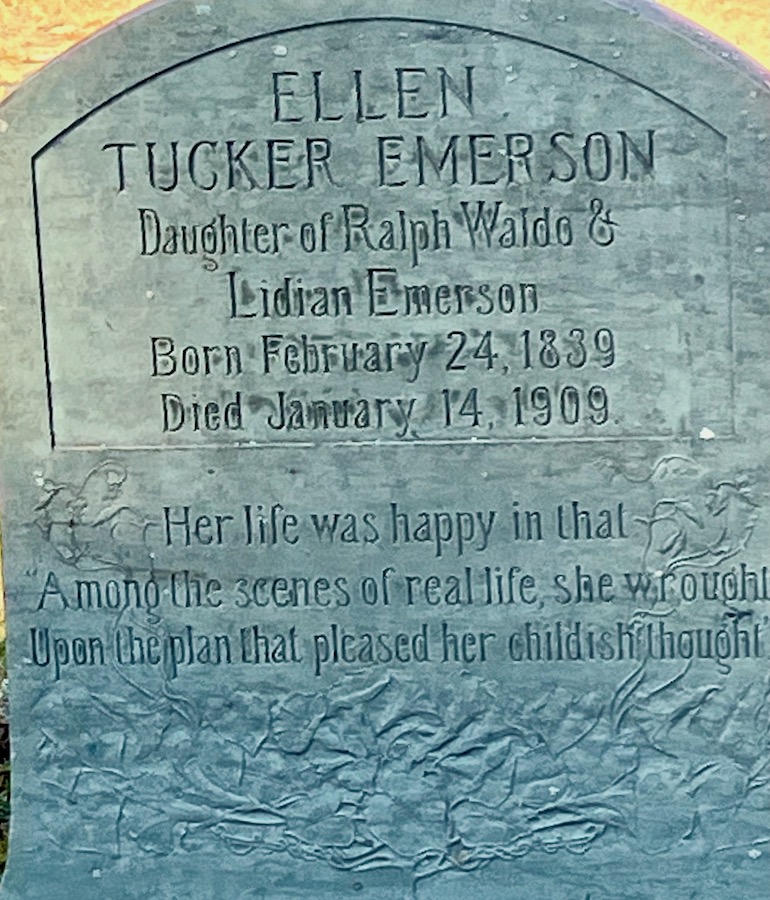 ELLEN
TUCKER EMERSON
Daughter of Ralph Waldo &
Lidian Emerson
Born February 24, 1839
Died January 14, 1909.
Her life was happy in that
"Among the scenes of real life, she wrought
Upon the plan that pleased her childish thought"